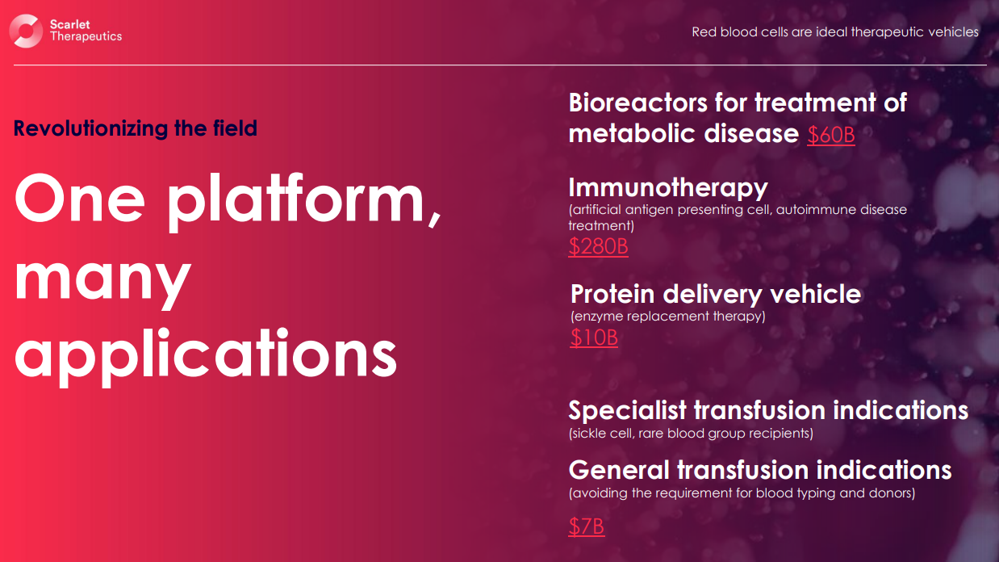 Scarlet
Therapeutics
Red blood cells are ideal therapeutic vehicles
Revolutionizing the field
One platform,
many
applications
Bioreactors for treatment of
metabolic disease $60B
Immunotherapy
(artificial antigen presenting cell, autoimmune disease
treatment)
$280B
Protein delivery vehicle
(enzyme replacement therapy)
$10B
Specialist transfusion indications
(sickle cell, rare blood group recipients)
General transfusion indications
(avoiding the requirement for blood typing and donors)
$7B